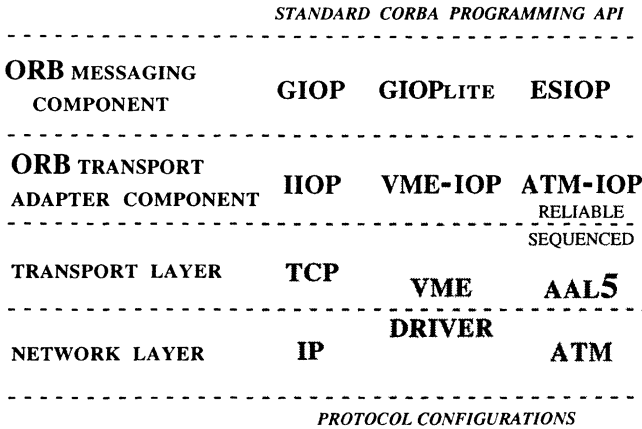 STANDARD CORBA PROGRAMMING API
ORB MESSAGING
COMPONENT
GIOP GIOPLITE ESIOP
ORB TRANSPORT
ADAPTER COMPONENT
IIOP VME-IOP ATM-IOP
RELIABLE
SEQUENCED
TRANSPORT LAYER TCP
VME AAL5
DRIVER
NETWORK LAYER IP ATM
PROTOCOL CONFIGURATIONS